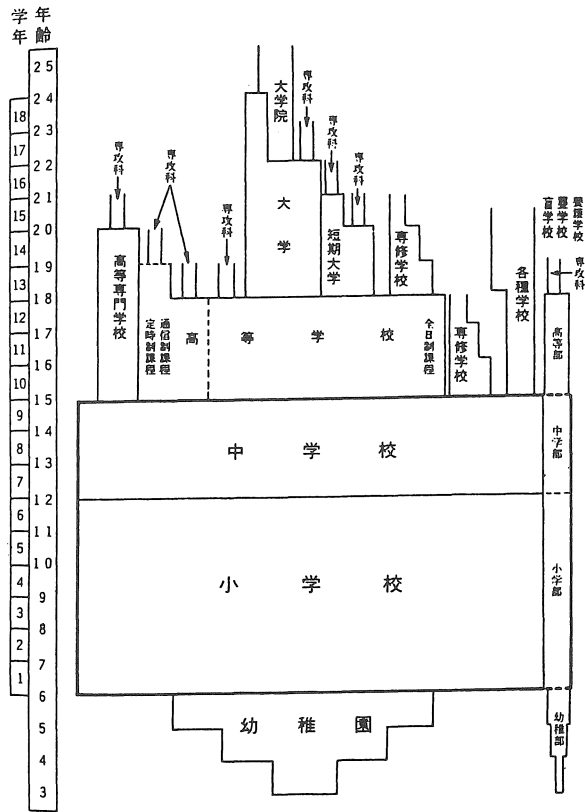 学年
年齢
25
24
23
22
21
20
19
18
17
16
15
14
13
12
11
10
9
8
7
6
5
4
3
18
17
16
15
14
13
12
11
10
9
8
7
6
5
4
3
2
1
大学院
専攻科
専攻科
専攻科
専攻科
専攻科
専攻科
大学
短期大学
専修学校
各種学校
盲学校
聾学校
養護学校
専攻科
高等専門学校
定時制課程
通信制課程
高等学校
全日制課程
専修学校
高等部
中学校
中学部
小学校
小学部
幼稚園
幼稚部